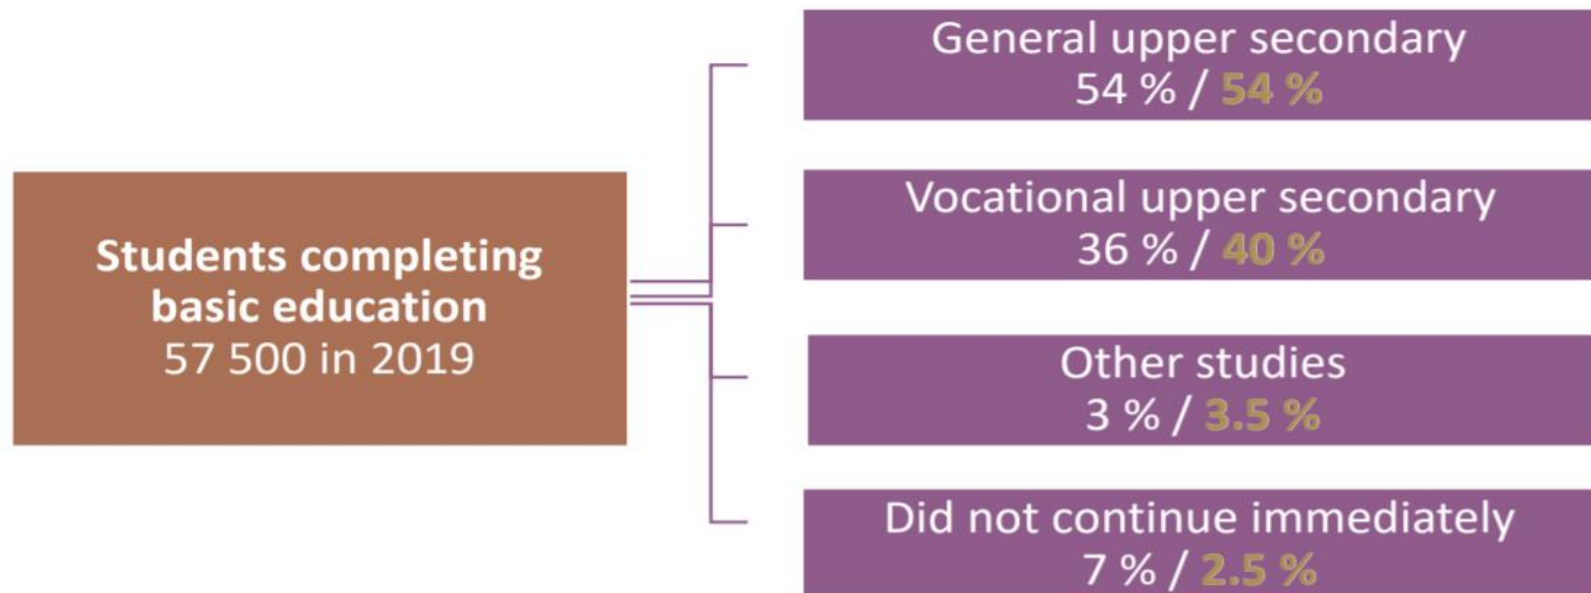 Students completing
basic education
57 500 in 2019
General upper secondary
54 % / 54 %
Vocational upper secondary
36 % / 40 %
Other studies
3 % / 3.5 %
Did not continue immediately
7 % / 2.5 %